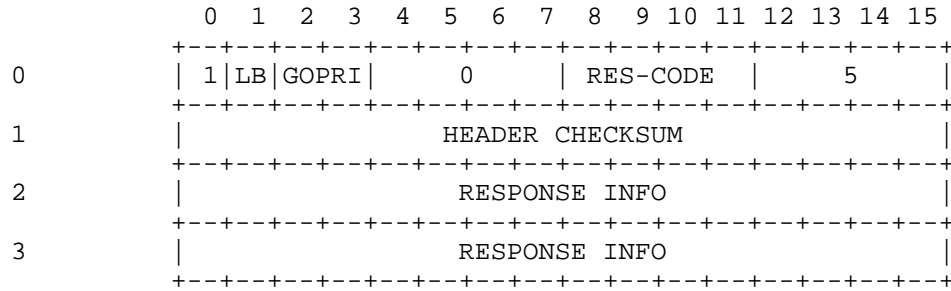 0  1  2  3  4  5  6  7  8  9 10 11 12 13 14 15
           +--+--+--+--+--+--+--+--+--+--+--+--+--+--+--+--+
0          | 1|LB|GOPRI|     0     | RES-CODE  |     5     |
           +--+--+--+--+--+--+--+--+--+--+--+--+--+--+--+--+
1          |                HEADER CHECKSUM                |
           +--+--+--+--+--+--+--+--+--+--+--+--+--+--+--+--+
2          |                 RESPONSE INFO                 |
           +--+--+--+--+--+--+--+--+--+--+--+--+--+--+--+--+
3          |                 RESPONSE INFO                 |
           +--+--+--+--+--+--+--+--+--+--+--+--+--+--+--+--+